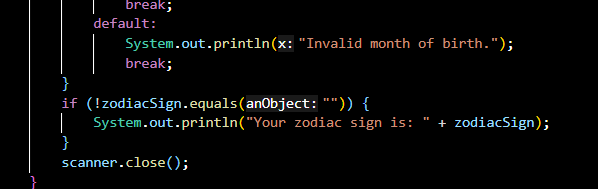 break;
default:
System.out.println(x: "Invalid month of birth.");
break;
}
if (!zodiacSign.equals(anObject: "")) {
System.out.println("Your zodiac sign is: " + zodiacSign);
}
scanner.close();
}